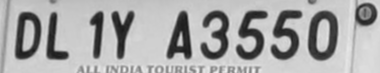 DL 1Y A3550
ALL INDIA TOURIST PERMIT